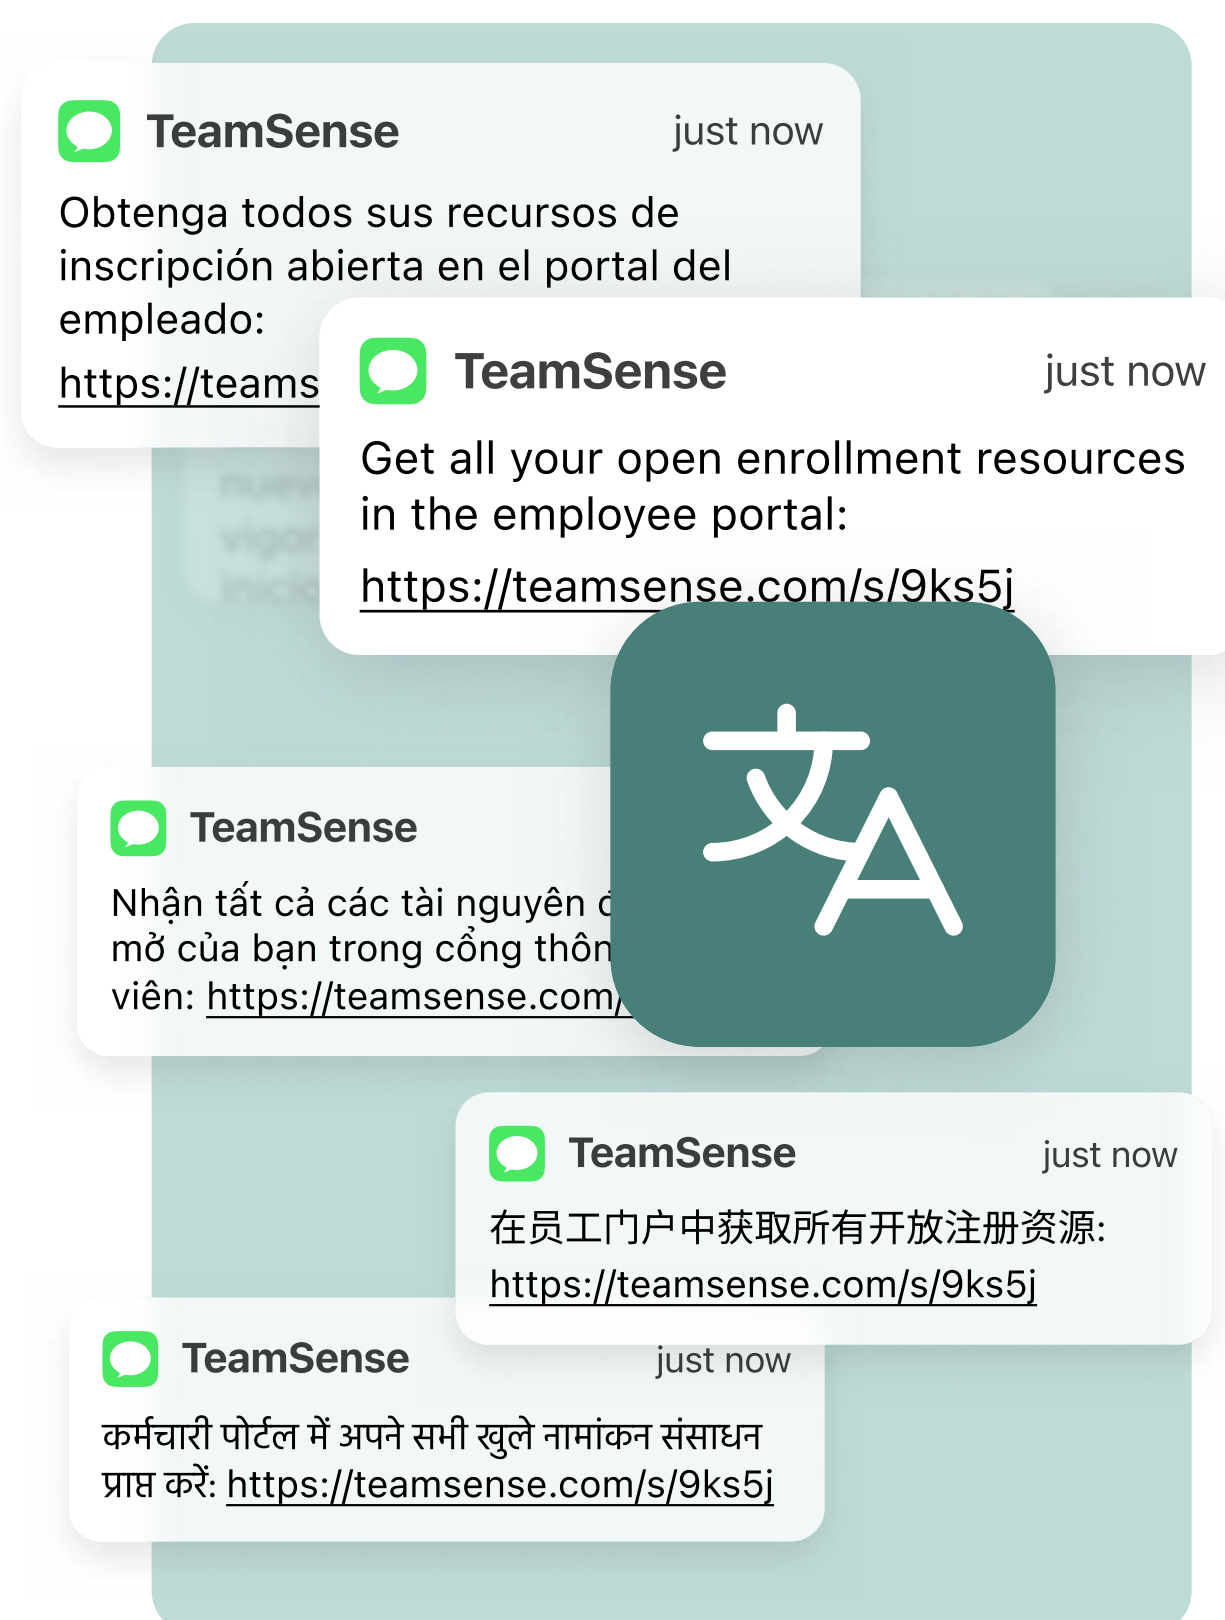 TeamSense
just now
Obtenga todos sus recursos de
inscripción abierta en el portal del
empleado:
https://teams
TeamSense
just now
Get all your open enrollment resources
in the employee portal:
https://teamsense.com/s/9ks5j
文A
TeamSense
Nhận tất cả các tài nguyên
mở của bạn trong cổng thôn
viên: https://teamsense.com/
TeamSense
just now
在员工门户中获取所有开放注册资源:
https://teamsense.com/s/9ks5j
TeamSense
just now
कर्मचारी पोर्टल में अपने सभी खुले नामांकन संसाधन
प्राप्त करें: https://teamsense.com/s/9ks5j